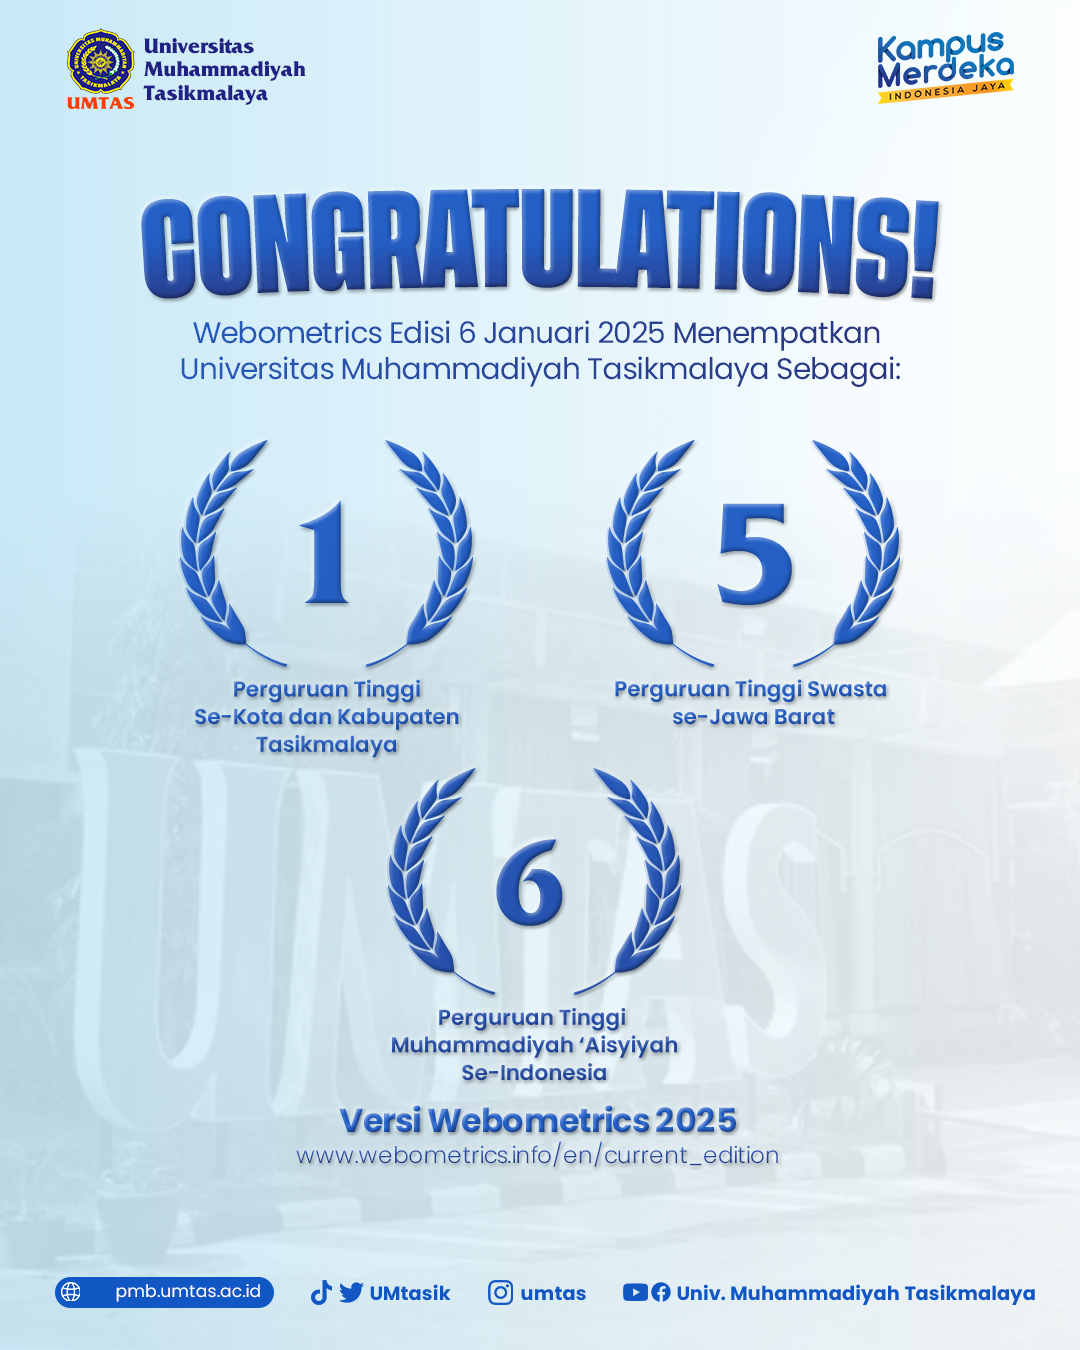 Universitas
Muhammadiyah
Tasikmalaya
UMTAS
Kampus
Merdeka
INDONESIA JAYA
CONGRATULATIONS!
Webometrics Edisi 6 Januari 2025 Menempatkan
Universitas Muhammadiyah Tasikmalaya Sebagai:
1
Perguruan Tinggi
Se-Kota dan Kabupaten
Tasikmalaya
5
Perguruan Tinggi Swasta
se-Jawa Barat
6
Perguruan Tinggi
Muhammadiyah ‘Aisyiyah
Se-Indonesia
UMTAS
Versi Webometrics 2025
www.webometrics.info/en/current_edition
pmb.umtas.ac.id
UMtasik
umtas
Univ. Muhammadiyah Tasikmalaya